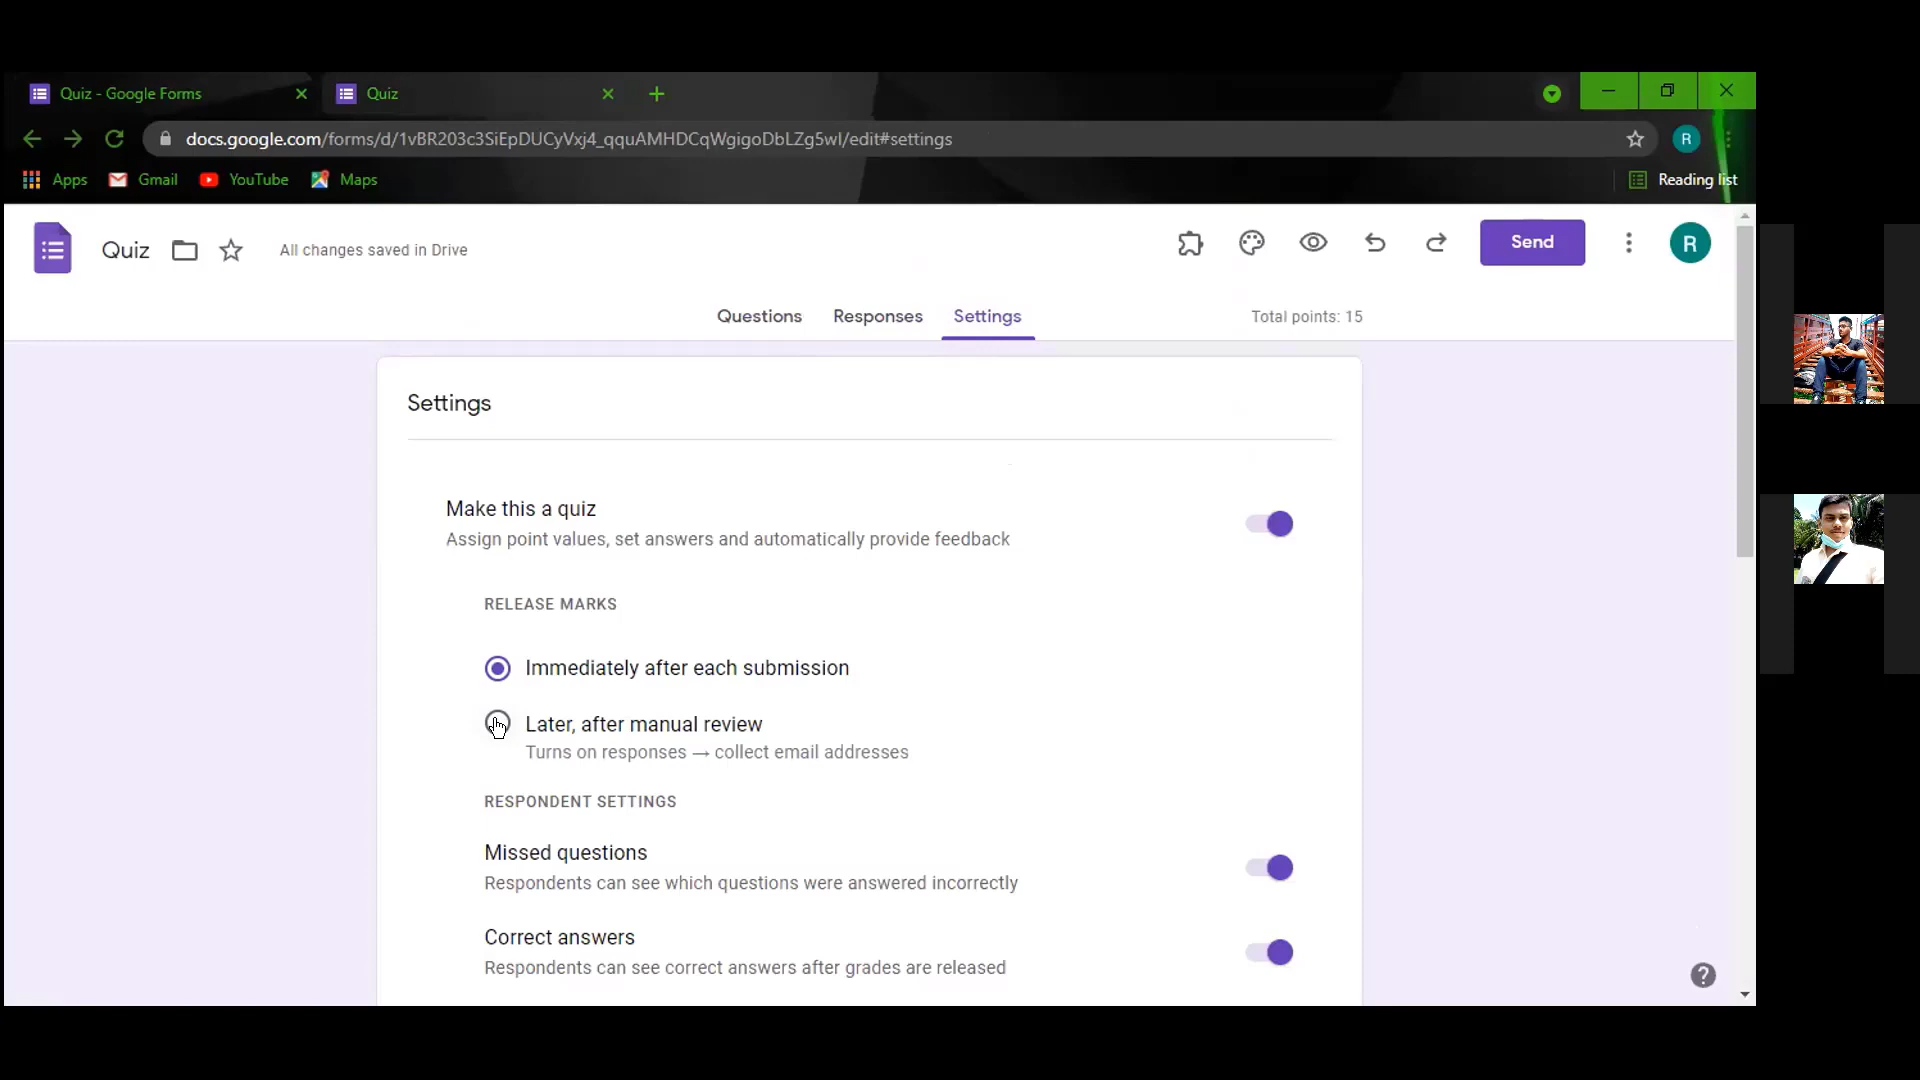 Quiz - Google Forms
Quiz
docs.google.com/forms/d/1vBR203c3SiEpDUCyVxj4_qquAMHDCqWgigoDbLZg5wI/edit#settings
R
Apps
Gmail
YouTube
Maps
Reading list
Quiz
All changes saved in Drive
Send
R
Questions
Responses
Settings
Total points: 15
Settings
Make this a quiz
Assign point values, set answers and automatically provide feedback
RELEASE MARKS
Immediately after each submission
Later, after manual review
Turns on responses → collect email addresses
RESPONDENT SETTINGS
Missed questions
Respondents can see which questions were answered incorrectly
Correct answers
Respondents can see correct answers after grades are released